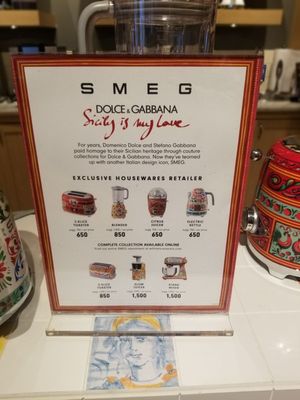 SMEG
DOLCE & GABBANA
Sicily is my Love
For years, Domenico Dolce and Stefano Gabbana
paid homage to their Sicilian heritage through couture
collections for Dolce & Gabbana. Now they've teamed
up with another Italian design icon, SMEG.
EXCLUSIVE HOUSEWARES RETAILER
2-SLICE TOASTER
650
BLENDER
850
CITRUS JUICER
650
ELECTRIC KETTLE
650
COMPLETE COLLECTION AVAILABLE ONLINE
4-SLICE TOASTER
850
SLOW JUICER
1,500
STAND MIXER
1,500